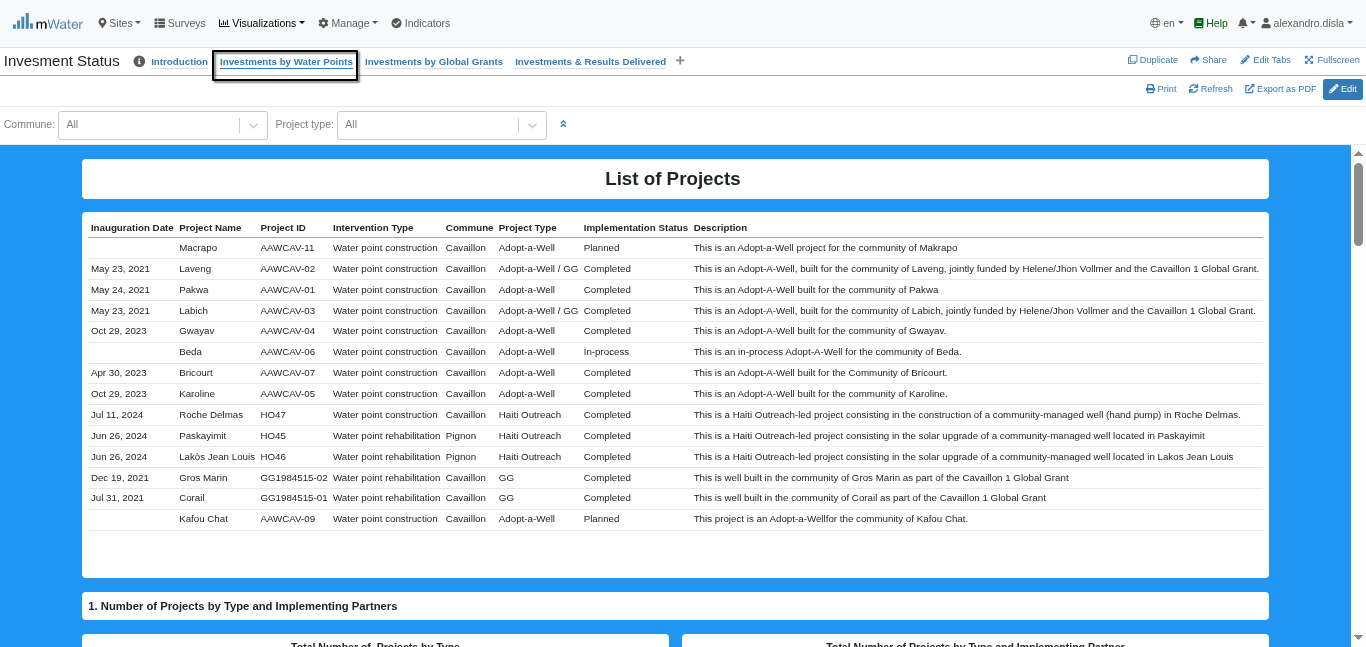 mWater Sites Surveys Visualizations Manage Indicators en Help alexandro.disla
Invesment Status Introduction Investments by Water Points Investments by Global Grants Investments & Results Delivered + Duplicate Share Edit Tabs Fullscreen
Print Refresh Export as PDF Edit
Commune: All Project type: All
List of Projects
Inauguration Date Project Name Project ID Intervention Type Commune Project Type Implementation Status Description
Macrapo AAWCAV-11 Water point construction Cavaillon Adopt-a-Well Planned This is an Adopt-a-Well project for the community of Makrapo
May 23, 2021 Laveng AAWCAV-02 Water point construction Cavaillon Adopt-a-Well / GG Completed This is an Adopt-A-Well, built for the community of Laveng, jointly funded by Helene/Jhon Vollmer and the Cavaillon 1 Global Grant.
May 24, 2021 Pakwa AAWCAV-01 Water point construction Cavaillon Adopt-a-Well Completed This is an Adopt-A-Well built for the community of Pakwa
May 23, 2021 Labich AAWCAV-03 Water point construction Cavaillon Adopt-a-Well / GG Completed This is an Adopt-A-Well, built for the community of Labich, jointly funded by Helene/Jhon Vollmer and the Cavaillon 1 Global Grant.
Oct 29, 2023 Gwayav AAWCAV-04 Water point construction Cavaillon Adopt-a-Well Completed This is an Adopt-A-Well built for the community of Gwayav.
Beda AAWCAV-06 Water point construction Cavaillon Adopt-a-Well In-process This is an in-process Adopt-A-Well for the community of Beda.
Apr 30, 2023 Bricourt AAWCAV-07 Water point construction Cavaillon Adopt-a-Well Completed This is an Adopt-A-Well built for the Community of Bricourt.
Oct 29, 2023 Karoline AAWCAV-05 Water point construction Cavaillon Adopt-a-Well Completed This is an Adopt-A-Well built for the community of Karoline.
Jul 11, 2024 Roche Delmas HO47 Water point construction Cavaillon Haiti Outreach Completed This is a Haiti Outreach-led project consisting in the construction of a community-managed well (hand pump) in Roche Delmas.
Jun 26, 2024 Paskayimit HO45 Water point rehabilitation Pignon Haiti Outreach Completed This is a Haiti Outreach-led project consisting in the solar upgrade of a community-managed well located in Paskayimit
Jun 26, 2024 Lakòs Jean Louis HO46 Water point rehabilitation Pignon Haiti Outreach Completed This is a Haiti Outreach-led project consisting in the solar upgrade of a community-managed well located in Lakos Jean Louis
Dec 19, 2021 Gros Marin GG1984515-02 Water point rehabilitation Cavaillon GG Completed This is well built in the community of Gros Marin as part of the Cavaillon 1 Global Grant
Jul 31, 2021 Corail GG1984515-01 Water point rehabilitation Cavaillon GG Completed This is well built in the community of Corail as part of the Cavaillon 1 Global Grant
Kafou Chat AAWCAV-09 Water point construction Cavaillon Adopt-a-Well Planned This project is an Adopt-a-Wellfor the community of Kafou Chat.
1. Number of Projects by Type and Implementing Partners
Total Number of Projects by Type Total Number of Projects by Type and Implementing Partner